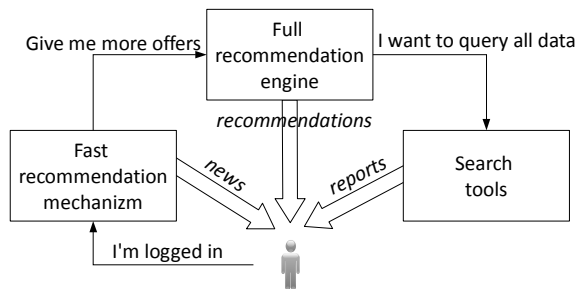 Give me more offers
Full
recommendation
engine
I want to query all data
recommendations
Fast
recommendation
mechanizm
news
reports
Search
tools
I'm logged in